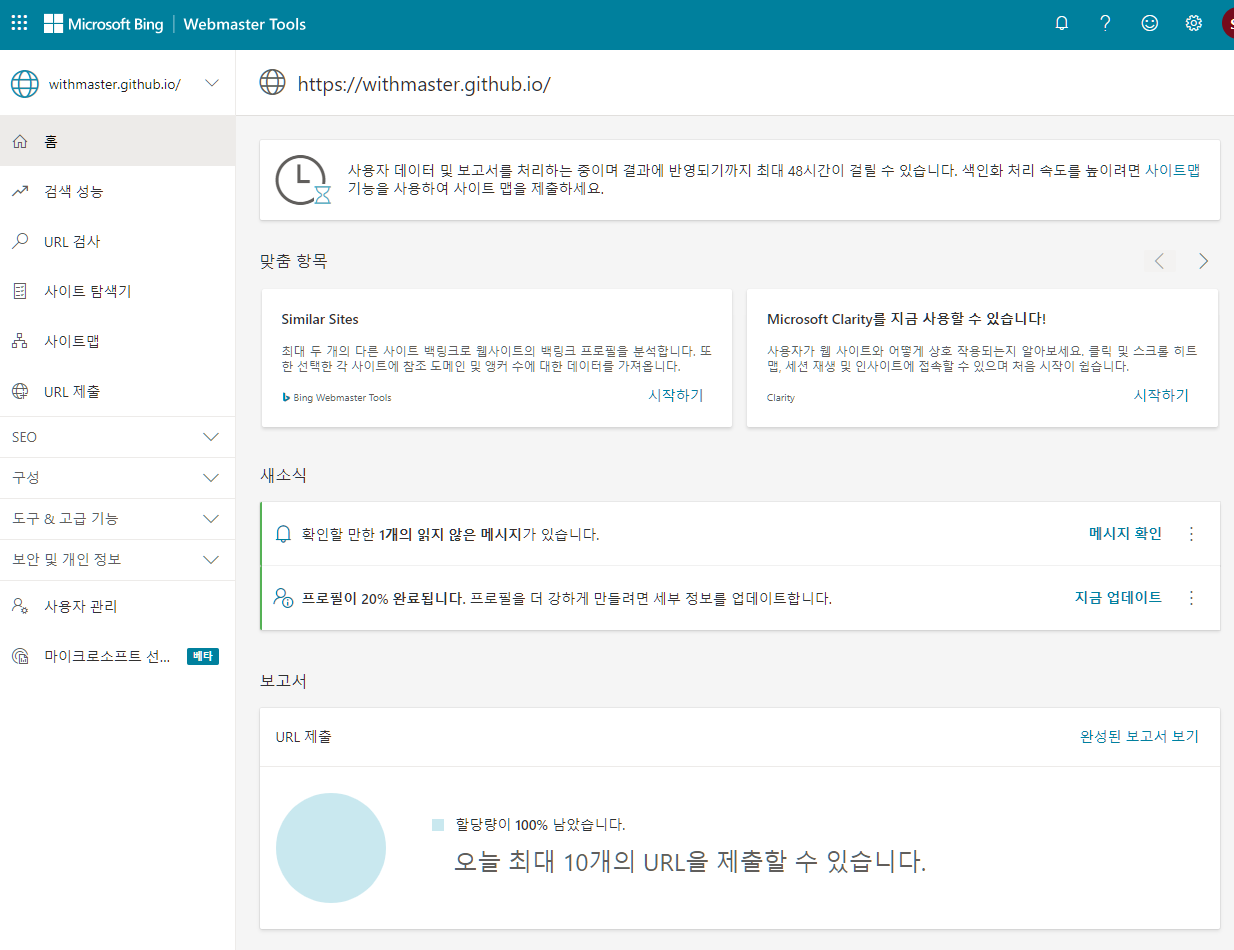 Microsoft Bing | Webmaster Tools
withmaster.github.io/
https://withmaster.github.io/
홈
검색 성능
URL 검사
사이트 탐색기
사이트맵
URL 제출
SEO
구성
도구 & 고급 기능
보안 및 개인 정보
사용자 관리
마이크로소프트 선... 베타
사용자 데이터 및 보고서를 처리하는 중이며 결과에 반영되기까지 최대 48시간이 걸릴 수 있습니다. 색인화 처리 속도를 높이려면 사이트맵
기능을 사용하여 사이트 맵을 제출하세요.
맞춤 항목
Similar Sites
최대 두 개의 다른 사이트 백링크로 웹사이트의 백링크 프로필을 분석합니다. 또
한 선택한 각 사이트에 참조 도메인 및 앵커 수에 대한 데이터를 가져옵니다.
Bing Webmaster Tools 시작하기
Microsoft Clarity를 지금 사용할 수 있습니다!
사용자가 웹 사이트와 어떻게 상호 작용되는지 알아보세요. 클릭 및 스크롤 히트
맵, 세션 재생 및 인사이트에 접속할 수 있으며 처음 시작이 쉽습니다.
Clarity 시작하기
새소식
확인할 만한 1개의 읽지 않은 메시지가 있습니다. 메시지 확인
프로필이 20% 완료됩니다. 프로필을 더 강하게 만들려면 세부 정보를 업데이트합니다. 지금 업데이트
보고서
URL 제출 완성된 보고서 보기
할당량이 100% 남았습니다.
오늘 최대 10개의 URL을 제출할 수 있습니다.